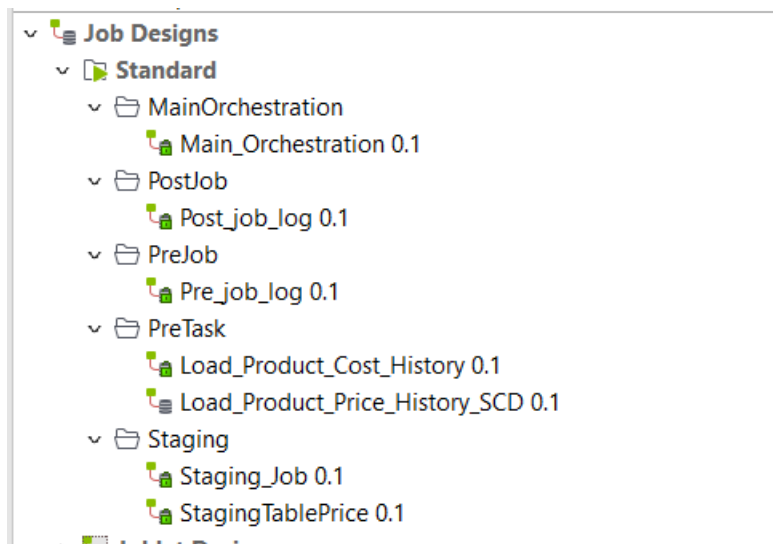 Job Designs
Standard
MainOrchestration
Main_Orchestration 0.1
PostJob
Post_job_log 0.1
PreJob
Pre_job_log 0.1
PreTask
Load_Product_Cost_History 0.1
Load_Product_Price_History_SCD 0.1
Staging
Staging_Job 0.1
StagingTablePrice 0.1